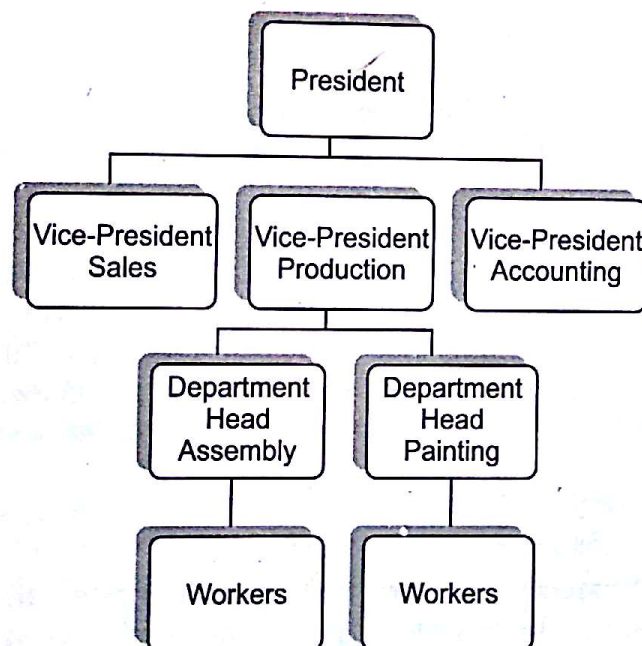 President
Vice-President
Sales
Vice-President
Production
Vice-President
Accounting
Department
Head
Assembly
Department
Head
Painting
Workers
Workers